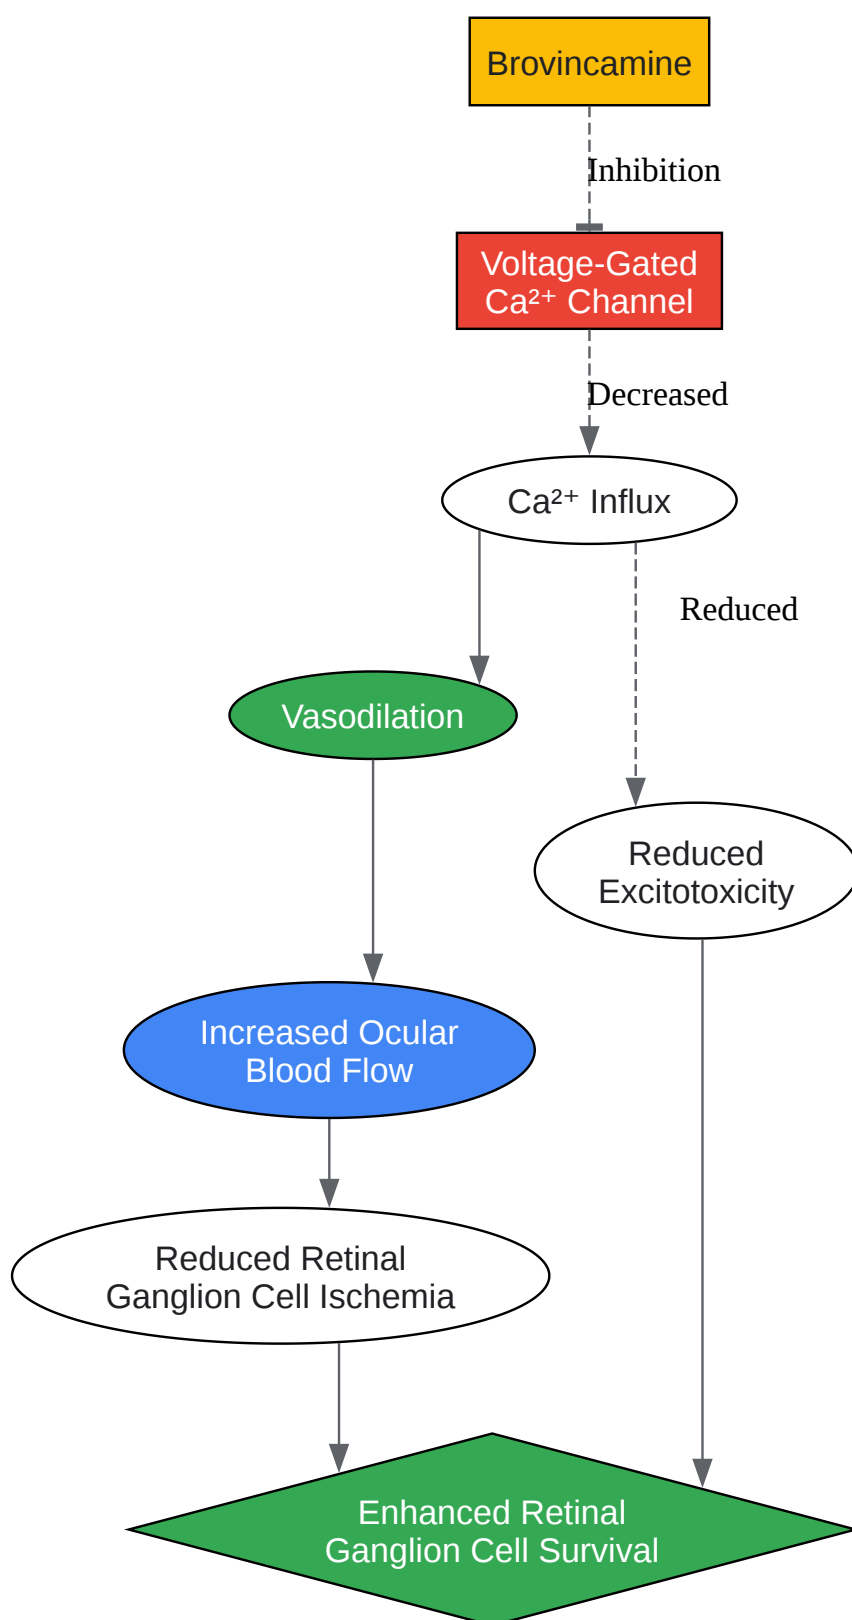 Brovincamine
Inhibition
Voltage-Gated
Ca²⁺ Channel
Decreased
Ca²⁺ Influx
Reduced
Vasodilation
Reduced
Excitotoxicity
Increased Ocular
Blood Flow
Reduced Retinal
Ganglion Cell Ischemia
Enhanced Retinal
Ganglion Cell Survival